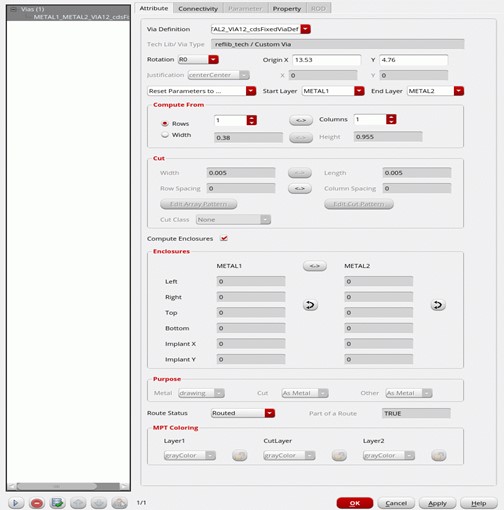 Attribute Connectivity Parameter Property ROD
Vias (1)
METAL1_METAL2_VIA12_cdsFi
Via Definition TAL2_VIA12_cdsFixedViaDef
Tech Lib/ Via Type reflib_tech / Custom Via
Rotation R0 Origin X 13.53 Y 4.76
Justification centerCenter X 0 Y 0
Reset Parameters to ... Start Layer METAL1 End Layer METAL2
Compute From
Rows 1 <-> Columns 1
Width 0.38 <-> Height 0.955
Cut
Width 0.005 <-> Length 0.005
Row Spacing 0 <-> Column Spacing 0
Edit Array Pattern Edit Cut Pattern
Cut Class None
Compute Enclosures
Enclosures
METAL1 <-> METAL2
Left 0 0
Right 0 0
Top 0 0
Bottom 0 0
Implant X 0 0
Implant Y 0 0
Purpose
Metal drawing Cut As Metal Other As Metal
Route Status Routed Part of a Route TRUE
MPT Coloring
Layer1 CutLayer Layer2
grayColor grayColor grayColor
1/1 OK Cancel Apply Help